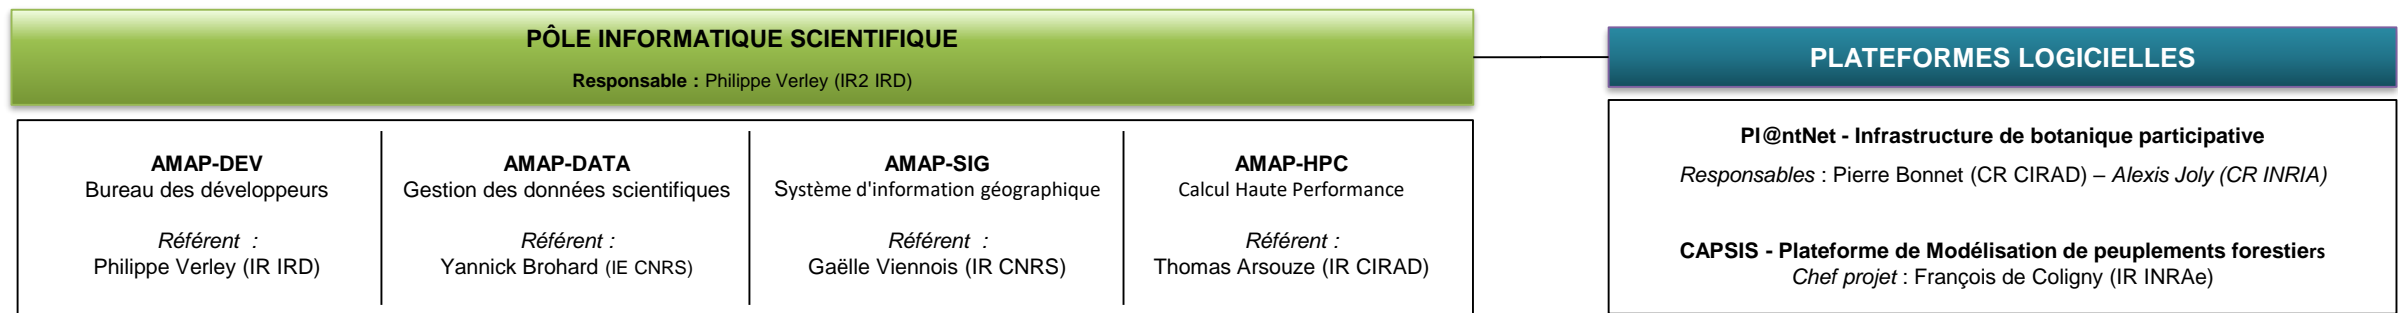 PÔLE INFORMATIQUE SCIENTIFIQUE
Responsable : Philippe Verley (IR2 IRD)
AMAP-DEV
Bureau des développeurs
Référent :
Philippe Verley (IR IRD)
AMAP-DATA
Gestion des données scientifiques
Référent :
Yannick Brohard (IE CNRS)
AMAP-SIG
Système d'information géographique
Référent :
Gaëlle Viennois (IR CNRS)
AMAP-HPC
Calcul Haute Performance
Référent :
Thomas Arsouze (IR CIRAD)
PLATEFORMES LOGICIELLES
Pl@ntNet - Infrastructure de botanique participative
Responsables : Pierre Bonnet (CR CIRAD) – Alexis Joly (CR INRIA)
CAPSIS - Plateforme de Modélisation de peuplements forestiers
Chef projet : François de Coligny (IR INRAe)